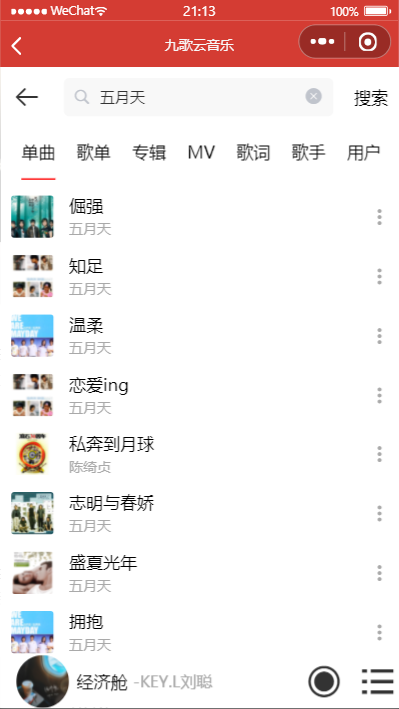 WeChat 21:13 100%
九歌云音乐
五月天 搜索
单曲 歌单 专辑 MV 歌词 歌手 用户
倔强
五月天
知足
五月天
温柔
五月天
恋爱ing
五月天
私奔到月球
陈绮贞
志明与春娇
五月天
盛夏光年
五月天
WE
ARE
MAYDAY
拥抱
五月天
经济舱 -KEY.L刘聪